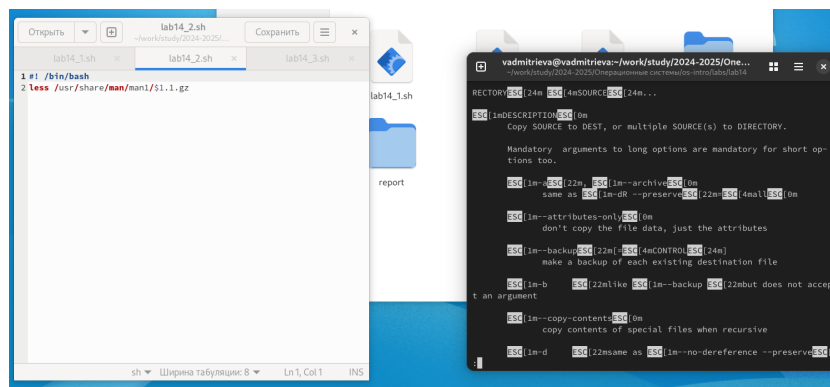 Открыть
lab14_2.sh
~/work/study/2024-2025/...
Сохранить
lab14_1.sh × lab14_2.sh × lab14_3.sh ×
1 #! /bin/bash
2 less /usr/share/man/man1/$1.1.gz
sh Ширина табуляции: 8 Ln 1, Col 1 INS
lab14_1.sh
report
vadmitrieva@vadmitrieva:~/work/study/2024-2025/Опе...
~/work/study/2024-2025/Операционные системы/os-intro/labs/lab14
RECTORYESC[24m ESC[4mSOURCEESC[24m...
ESC[1mDESCRIPTIONESC[0m
Copy SOURCE to DEST, or multiple SOURCE(s) to DIRECTORY.
Mandatory arguments to long options are mandatory for short op-
tions too.
ESC[1m-aESC[22m, ESC[1m--archiveESC[0m
same as ESC[1m-dR --preserveESC[22m=ESC[4mallESC[0m
ESC[1m--attributes-onlyESC[0m
don't copy the file data, just the attributes
ESC[1m--backupESC[22m[=ESC[4mCONTROLESC[24m]
make a backup of each existing destination file
ESC[1m-b ESC[22mlike ESC[1m--backup ESC[22mbut does not accep
t an argument
ESC[1m--copy-contentsESC[0m
copy contents of special files when recursive
ESC[1m-d ESC[22msame as ESC[1m--no-dereference --preserveESC[
: